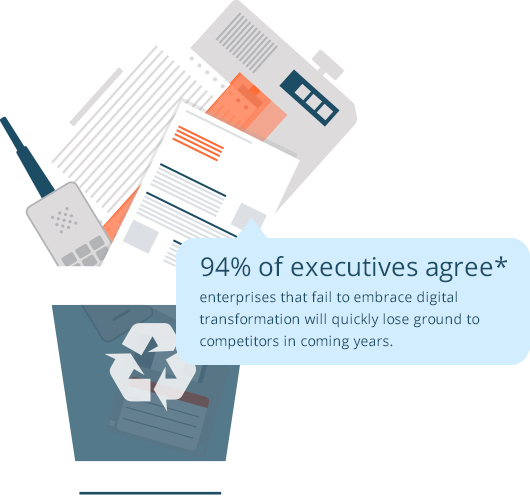 94% of executives agree*
enterprises that fail to embrace digital
transformation will quickly lose ground to
competitors in coming years.